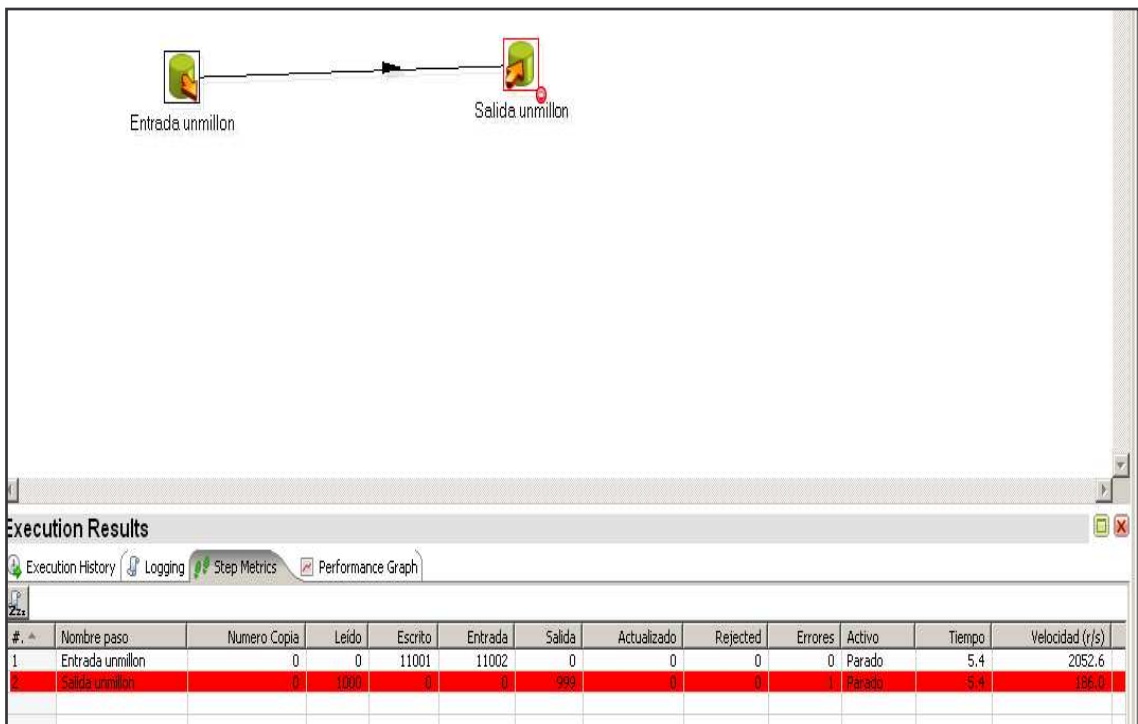 Entrada unmillon
Salida unmillon
Execution Results
Execution History Logging Step Metrics Performance Graph
Zzz
#. Nombre paso Numero Copia Leído Escrito Entrada Salida Actualizado Rejected Errores Activo Tiempo Velocidad (r/s)
1 Entrada unmillon 0 0 11001 11002 0 0 0 0 Parado 5.4 2052.6
2 Salida unmillon 0 1000 0 0 999 0 0 1 Parado 5.4 186.0